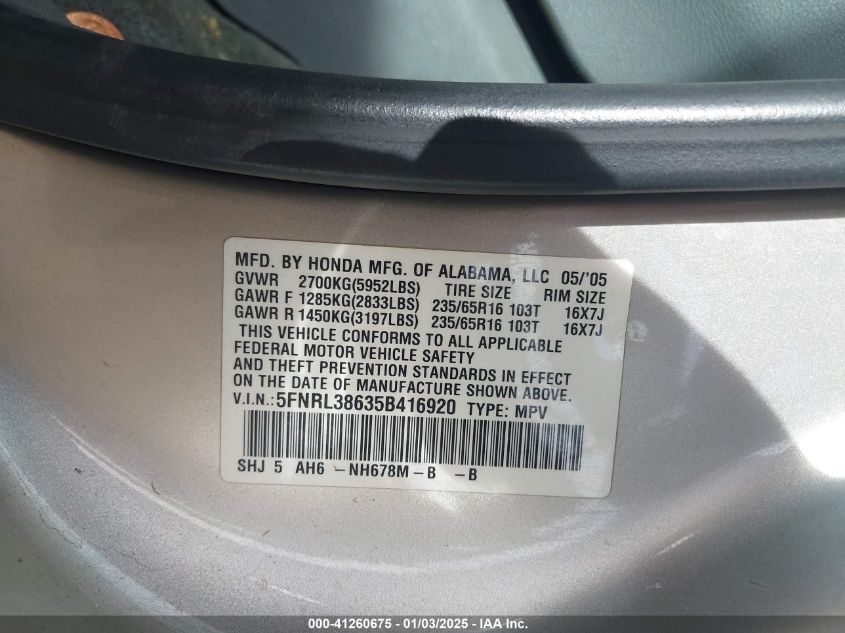 MFD. BY HONDA MFG. OF ALABAMA, LLC 05/'05
GVWR 2700KG(5952LBS) TIRE SIZE RIM SIZE
GAWR F 1285KG(2833LBS) 235/65R16 103T 16X7J
GAWR R 1450KG(3197LBS) 235/65R16 103T 16X7J
THIS VEHICLE CONFORMS TO ALL APPLICABLE
FEDERAL MOTOR VEHICLE SAFETY
AND THEFT PREVENTION STANDARDS IN EFFECT
ON THE DATE OF MANUFACTURE SHOWN ABOVE.
V.I.N.: 5FNRL38635B416920 TYPE: MPV
SHJ 5 AH6 -NH678M-B -B
000-41260675 - 01/03/2025 - IAA Inc.